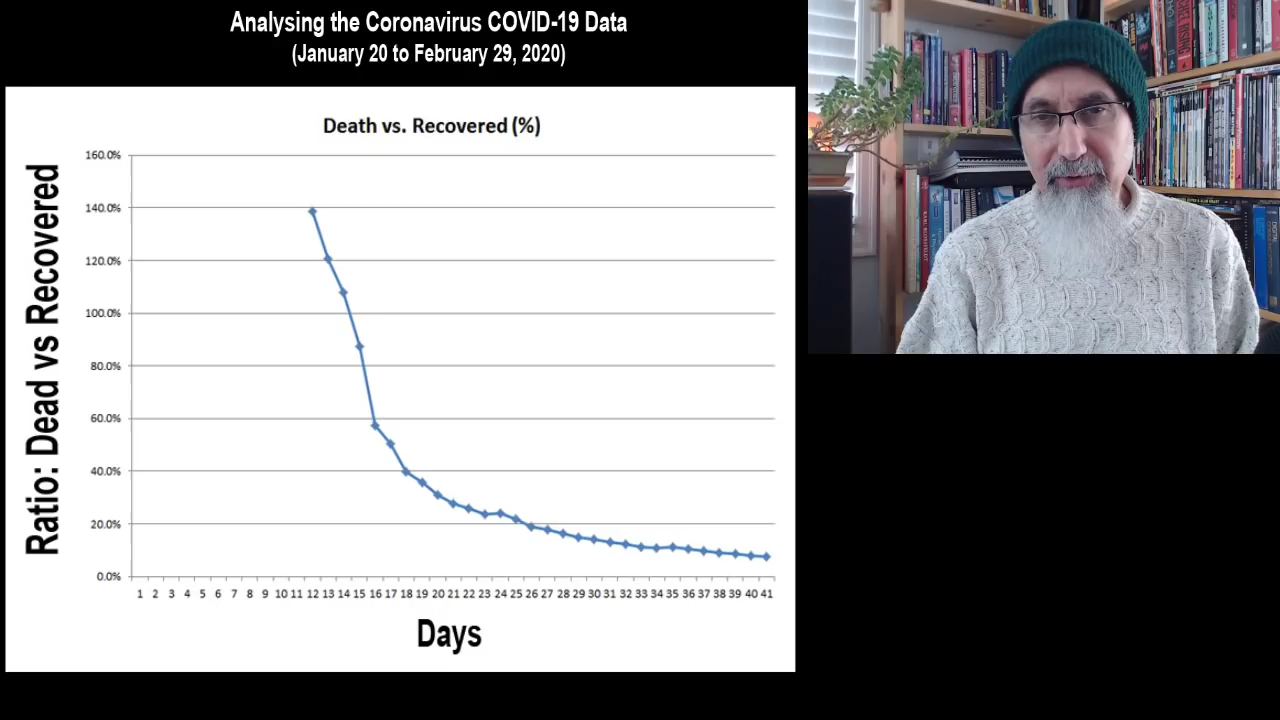 Analysing the Coronavirus COVID-19 Data
(January 20 to February 29, 2020)
Death vs. Recovered (%)
Ratio: Dead vs Recovered
160.0%
140.0%
120.0%
100.0%
80.0%
60.0%
40.0%
20.0%
0.0%
1 2 3 4 5 6 7 8 9 10 11 12 13 14 15 16 17 18 19 20 21 22 23 24 25 26 27 28 29 30 31 32 33 34 35 36 37 38 39 40 41
Days